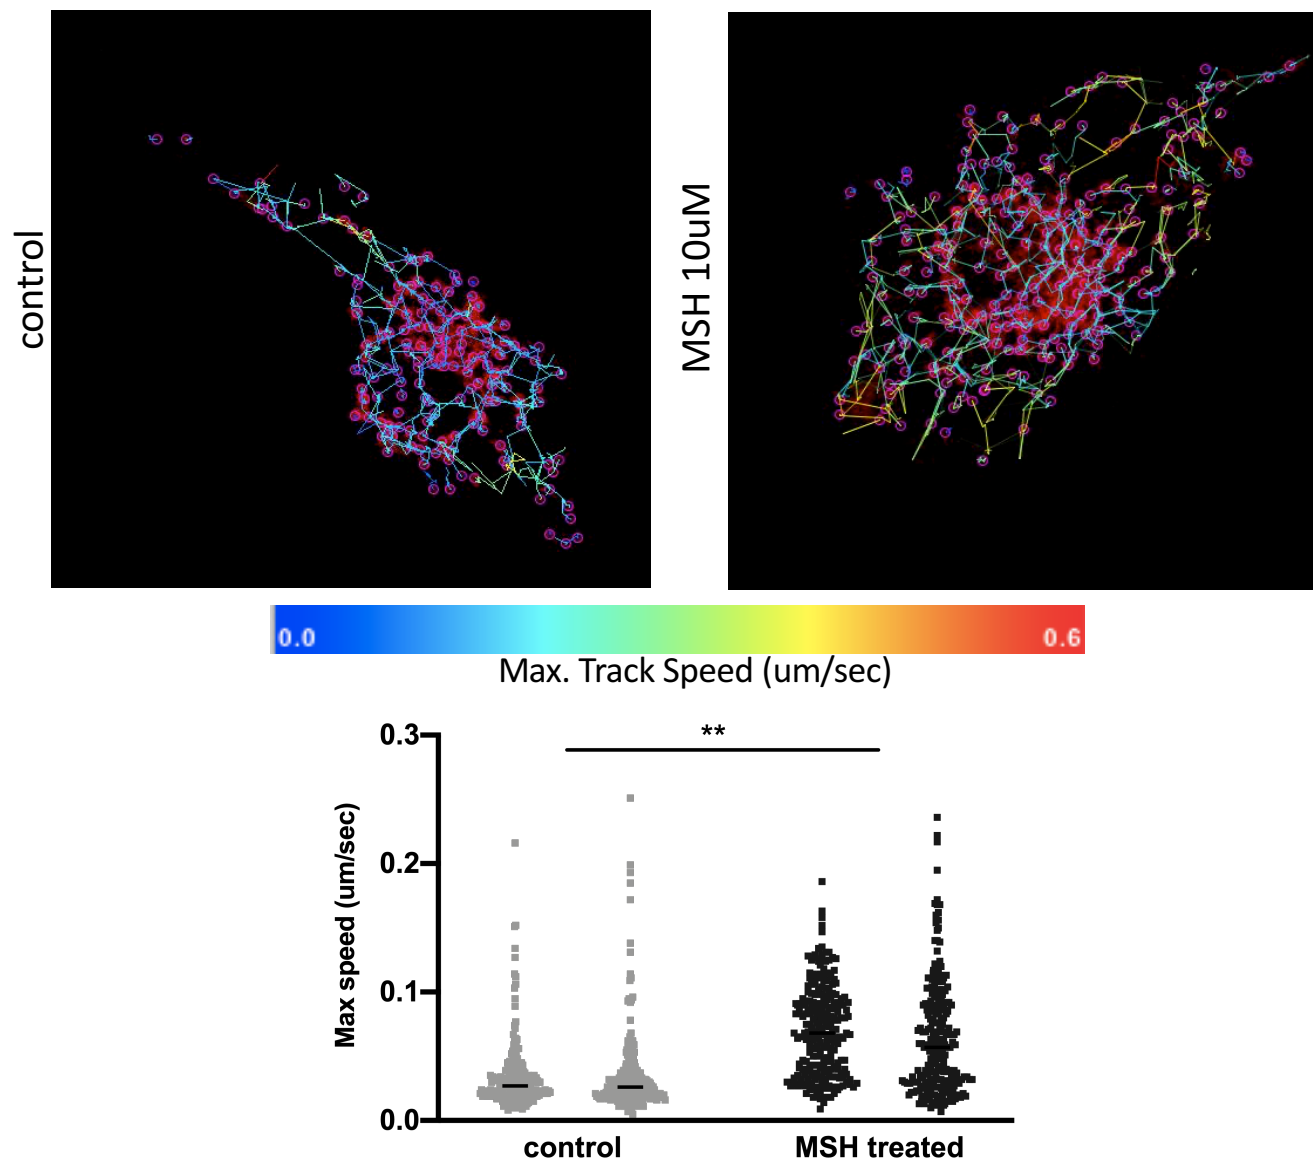 control
MSH 10uM
0.0
0.6
Max. Track Speed (um/sec)
**
0.3
0.2
0.1
0.0
Max speed (um/sec)
control
MSH treated